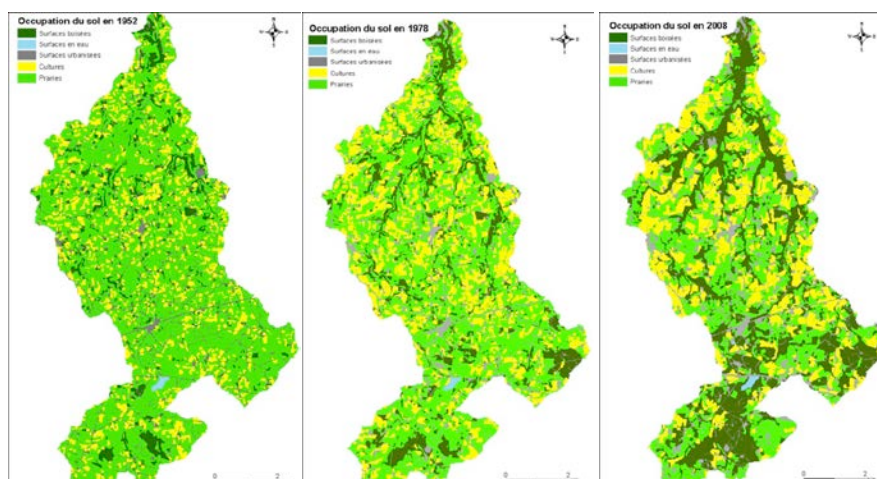 Occupation du sol en 1952
Surfaces boisées
Surfaces en eau
Surfaces urbanisées
Cultures
Prairies
0 2
Occupation du sol en 1978
Surfaces boisées
Surfaces en eau
Surfaces urbanisées
Cultures
Prairies
0 2
Occupation du sol en 2008
Surfaces boisées
Surfaces en eau
Surfaces urbanisées
Cultures
Prairies
0 2